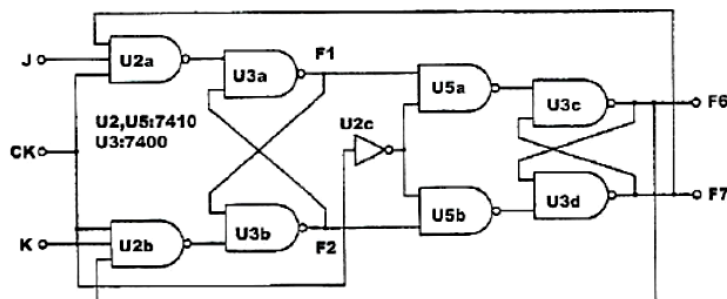 J
CK
K
U2a
U3a
F1
U2,U5:7410
U3:7400
U2c
U5a
U3c
F6
U2b
U3b
F2
U5b
U3d
F7